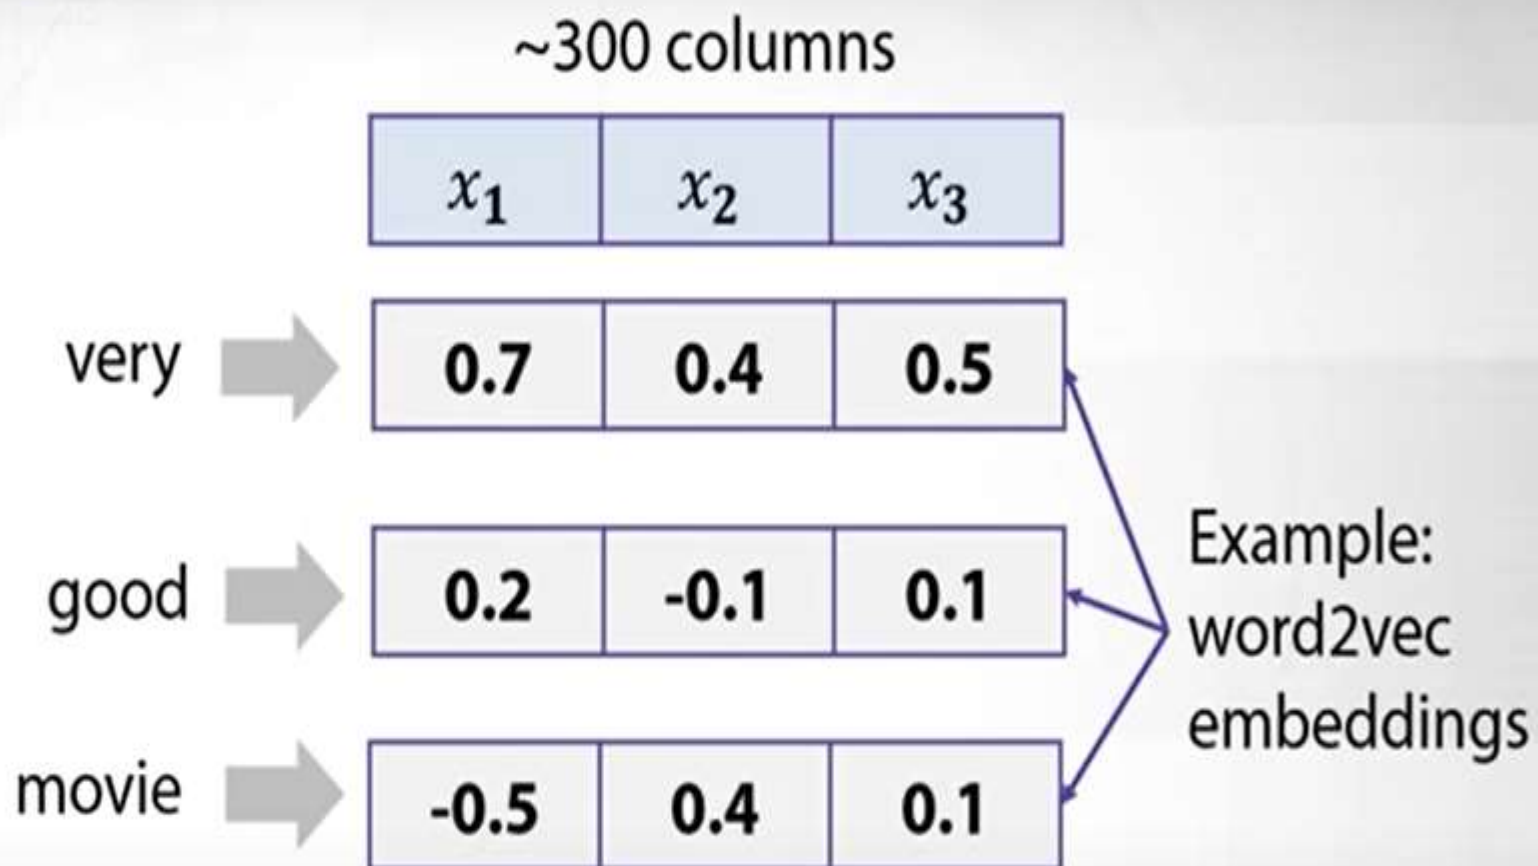 ~300 columns
x₁ x₂ x₃
very 0.7 0.4 0.5
good 0.2 -0.1 0.1
Example:
word2vec
embeddings
movie -0.5 0.4 0.1